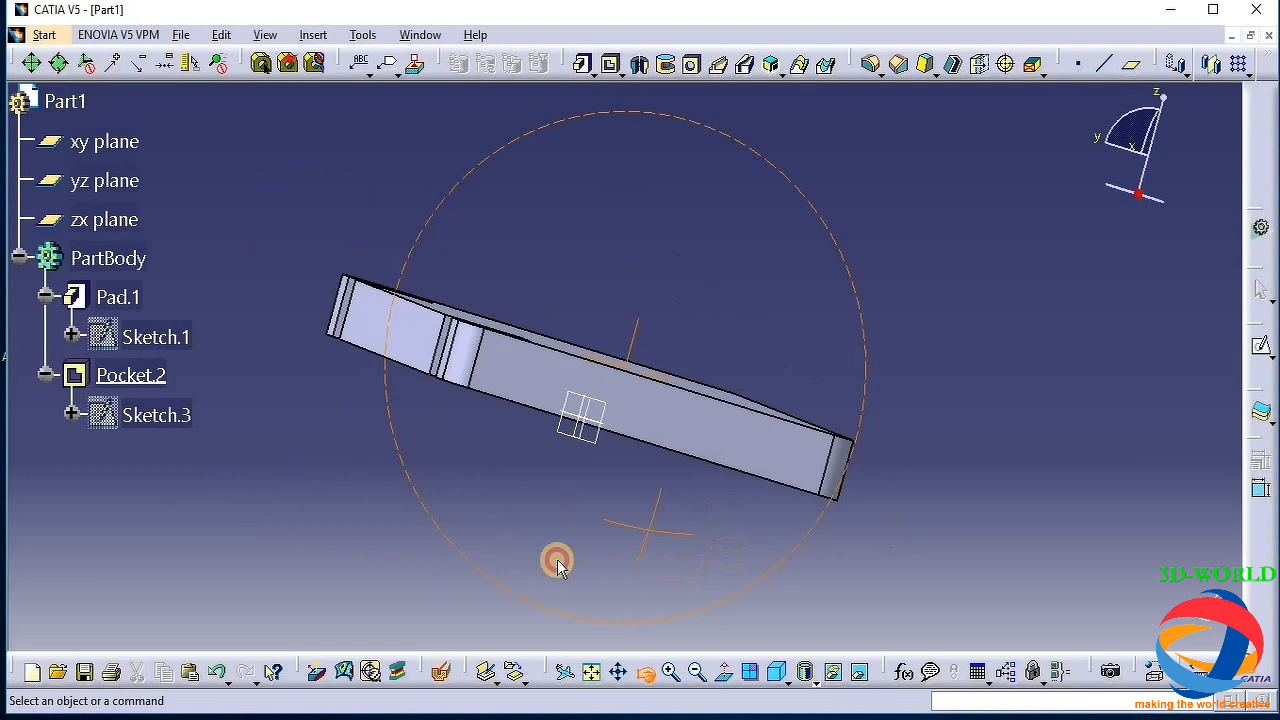 CATIA V5 - [Part1]
Start ENOVIA V5 VPM File Edit View Insert Tools Window Help
ABC
Part1
xy plane
yz plane
zx plane
PartBody
Pad.1
Sketch.1
Pocket.2
Sketch.3
z
y
x
3D-WORLD
f(x)
CATIA
making the world creative
Select an object or a command